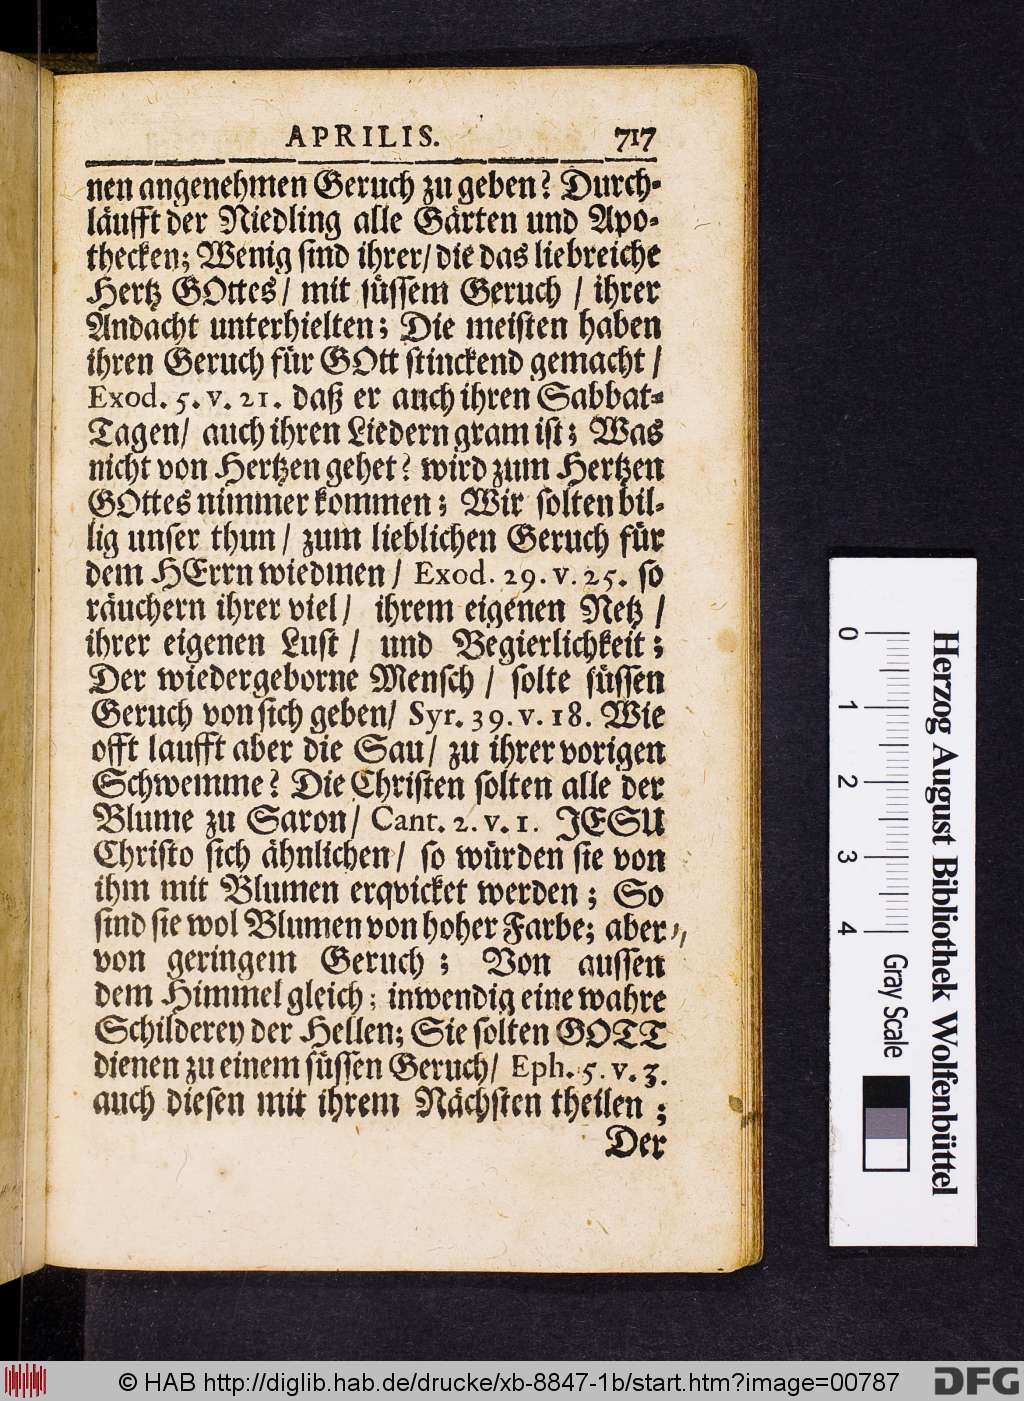 APRILIS. 717
nen angenehmen Geruch zu geben? Durch-
läufft der Niedling alle Gärten und Apo-
thecken; Wenig sind ihrer/ die das liebreiche
Hertz GOttes/ mit süssem Geruch / ihrer
Andacht unterhielten; Die meisten haben
ihren Geruch für GOtt stinckend gemacht /
Exod. 5. v. 21. daß er auch ihren Sabbat-
Tagen/ auch ihren Liedern gram ist; Was
nicht von Hertzen gehet? wird zum Hertzen
GOttes nimmer kommen; Wir solten bil-
lig unser thun / zum lieblichen Geruch für
dem HErrn wiedmen / Exod. 29. v. 25. so
räuchern ihrer viel/ ihrem eigenen Netz /
ihrer eigenen Lust / und Begierlichkeit;
Der wiedergeborne Mensch / solte süssen
Geruch von sich geben/ Syr. 39. v. 18. Wie
offt laufft aber die Sau/ zu ihrer vorigen
Schwemme? Die Christen solten alle der
Blume zu Saron/ Cant. 2. v. 1. JESU
Christo sich ähnlichen/ so würden sie von
ihm mit Blumen erqvicket werden; So
sind sie wol Blumen von hoher Farbe; aber
von geringem Geruch; Von aussen
dem Himmel gleich; inwendig eine wahre
Schilderey der Hellen; Sie solten GOTT
dienen zu einem süssen Geruch/ Eph. 5. v. 3.
auch diesen mit ihrem Nächsten theilen;
Der
Herzog August Bibliothek Wolfenbüttel
0 1 2 3 4
Gray Scale
© HAB http://diglib.hab.de/drucke/xb-8847-1b/start.htm?image=00787
DFG